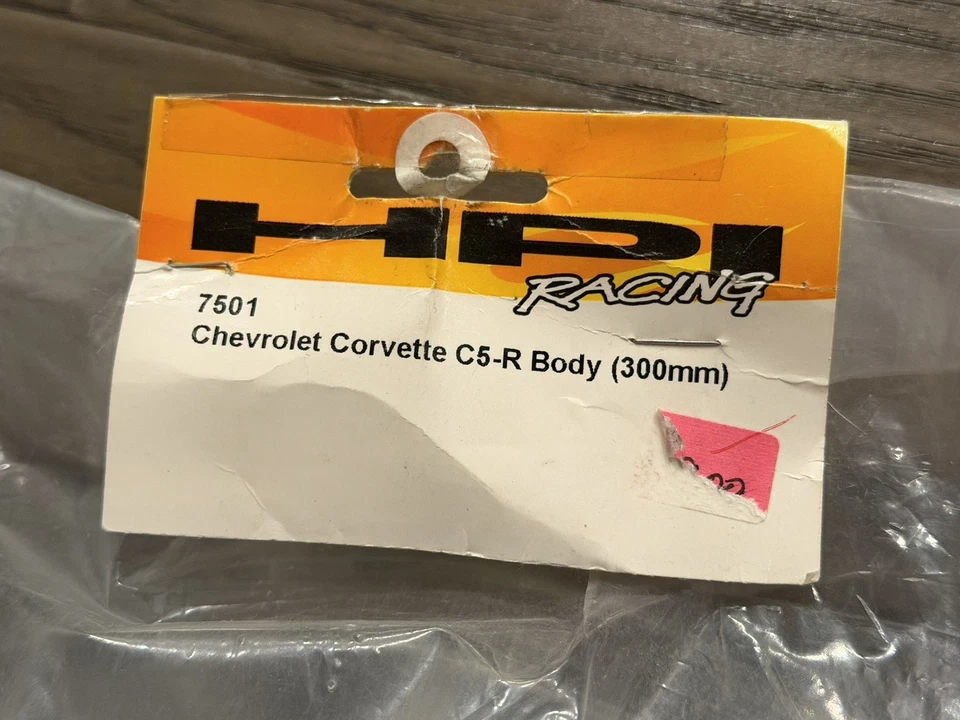 HPI
RACING
7501
Chevrolet Corvette C5-R Body (300mm)